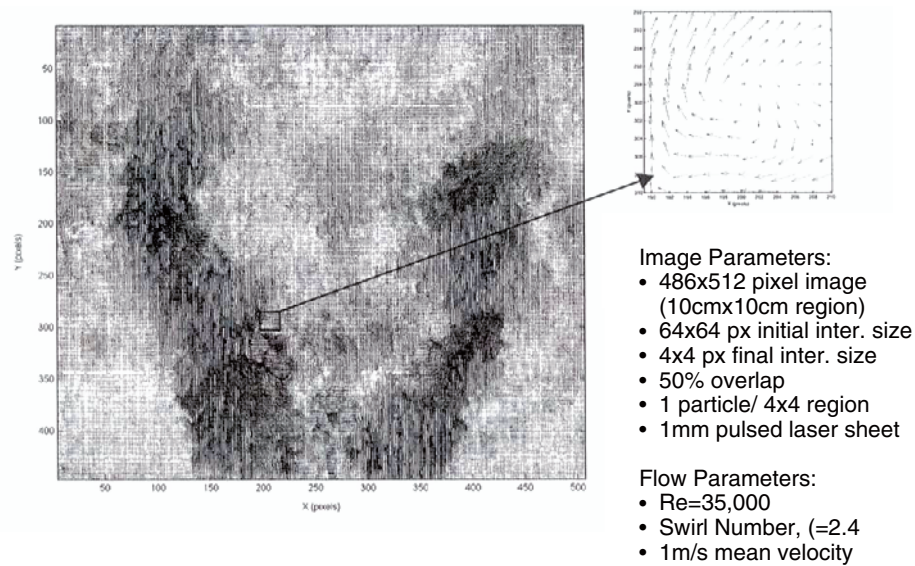 50
100
150
200
250
300
350
400
Y (pixels)
50 100 150 200 250 300 350 400 450 500
X (pixels)
Image Parameters:
• 486x512 pixel image
(10cmx10cm region)
• 64x64 px initial inter. size
• 4x4 px final inter. size
• 50% overlap
• 1 particle/ 4x4 region
• 1mm pulsed laser sheet
Flow Parameters:
• Re=35,000
• Swirl Number, (=2.4
• 1m/s mean velocity